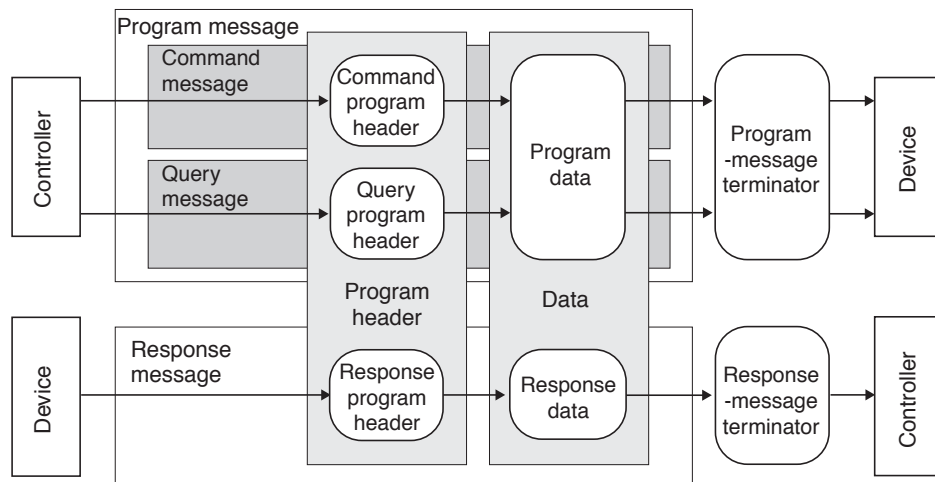 Program message
Command
message
Controller
Command
program
header
Program
data
Program
-message
terminator
Device
Query
message
Query
program
header
Program
header
Data
Device
Response
message
Response
program
header
Response
data
Response
-message
terminator
Controller